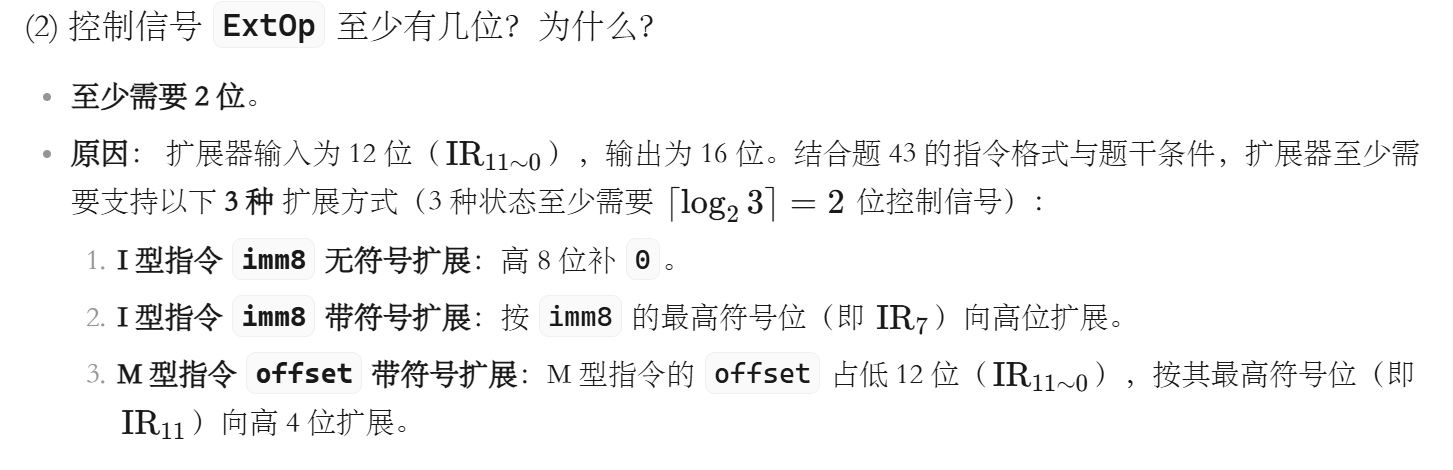 (2) 控制信号 ExtOp 至少有几位？为什么？
• 至少需要 2 位。
• 原因： 扩展器输入为 12 位（IR₁₁~₀），输出为 16 位。结合题 43 的指令格式与题干条件，扩展器至少需
要支持以下 3 种 扩展方式（3 种状态至少需要 ⌈log₂ 3⌉ = 2 位控制信号）：
1. I 型指令 imm8 无符号扩展：高 8 位补 0 。
2. I 型指令 imm8 带符号扩展：按 imm8 的最高符号位（即 IR₇）向高位扩展。
3. M 型指令 offset 带符号扩展：M 型指令的 offset 占低 12 位（IR₁₁~₀），按其最高符号位（即
IR₁₁）向高 4 位扩展。